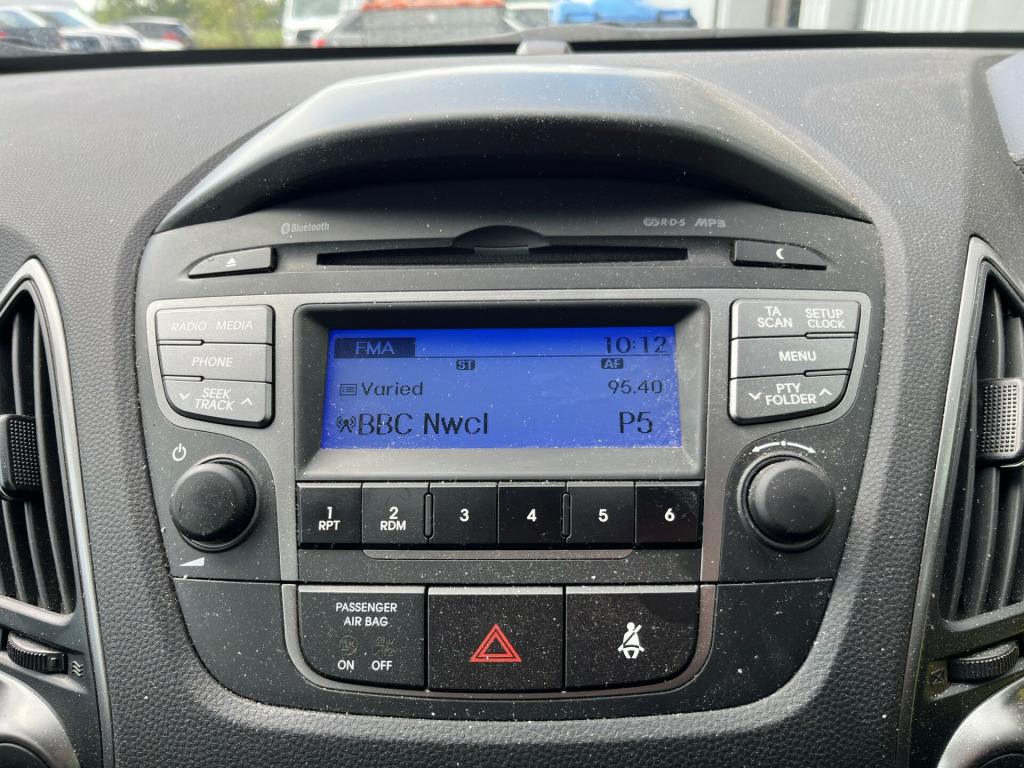 Bluetooth
R·D·S MP3
RADIO MEDIA
PHONE
SEEK
TRACK
FMA 10:12
ST AF
Varied 95.40
BBC Nwcl P5
TA
SCAN
SETUP
CLOCK
MENU
PTY
FOLDER
1
RPT
2
RDM
3
4
5
6
PASSENGER
AIR BAG
ON OFF